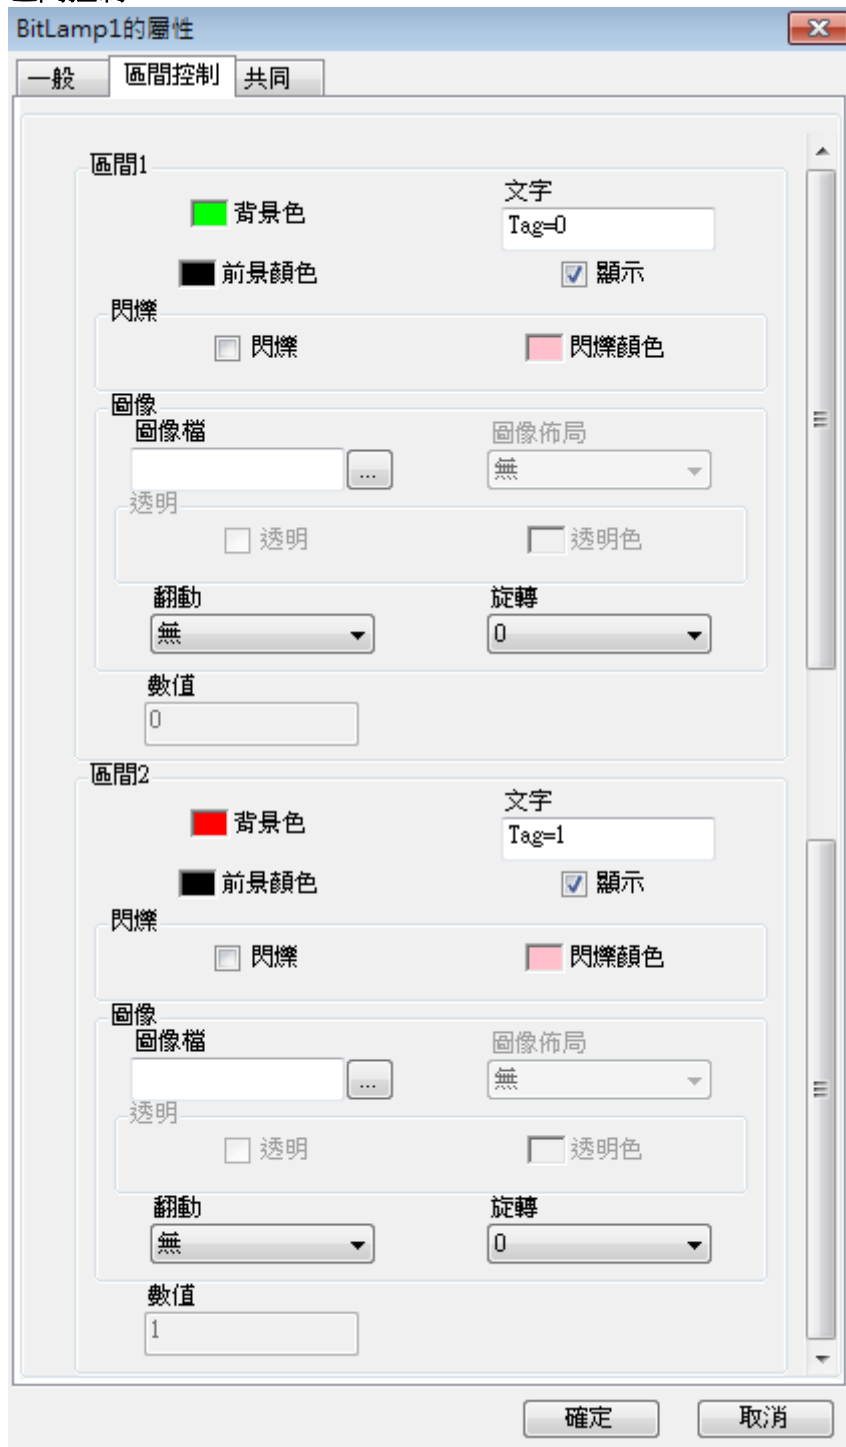 BitLamp1的屬性
一般 區間控制 共同
區間1
背景色
文字
Tag=0
前景顏色
顯示
閃爍
閃爍
閃爍顏色
圖像
圖像檔
圖像佈局
...
無
透明
透明
透明色
翻動
旋轉
無
0
數值
0
區間2
背景色
文字
Tag=1
前景顏色
顯示
閃爍
閃爍
閃爍顏色
圖像
圖像檔
圖像佈局
...
無
透明
透明
透明色
翻動
旋轉
無
0
數值
1
確定 取消